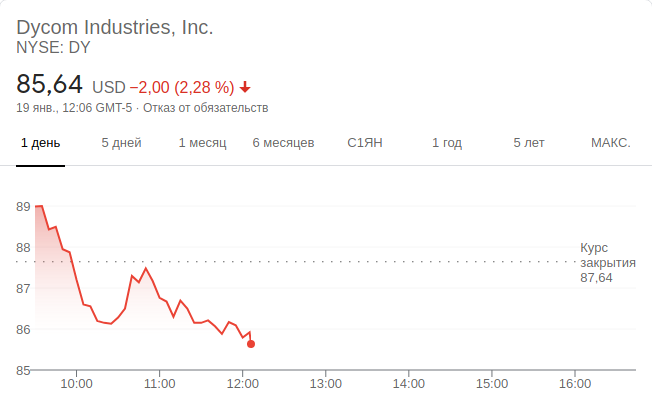 Dycom Industries, Inc.
NYSE: DY
85,64 USD −2,00 (2,28 %)
19 янв., 12:06 GMT-5 · Отказ от обязательств
1 день 5 дней 1 месяц 6 месяцев С1ЯН 1 год 5 лет МАКС.
89
88
87
86
85
Курс
закрытия
87,64
10:00 11:00 12:00 13:00 14:00 15:00 16:00